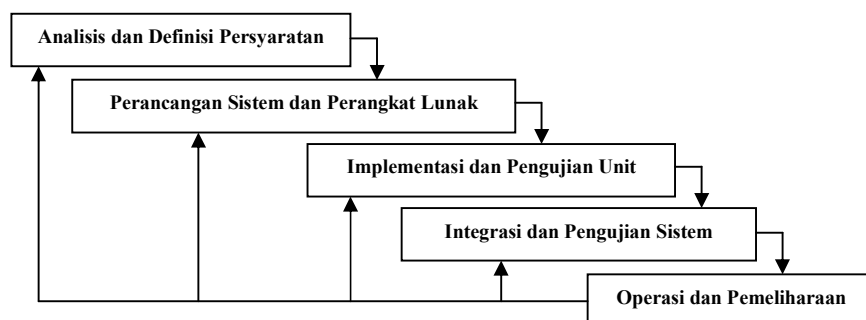 Analisis dan Definisi Persyaratan
Perancangan Sistem dan Perangkat Lunak
Implementasi dan Pengujian Unit
Integrasi dan Pengujian Sistem
Operasi dan Pemeliharaan